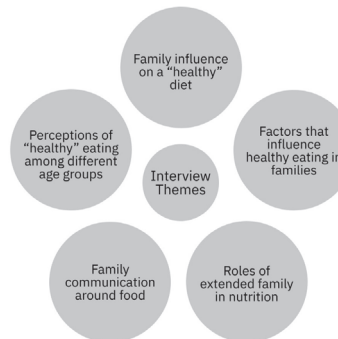 Family influence
on a “healthy”
diet
Perceptions of
“healthy” eating
among different
age groups
Factors that
influence
healthy eating in
families
Interview
Themes
Family
communication
around food
Roles of
extended family
in nutrition